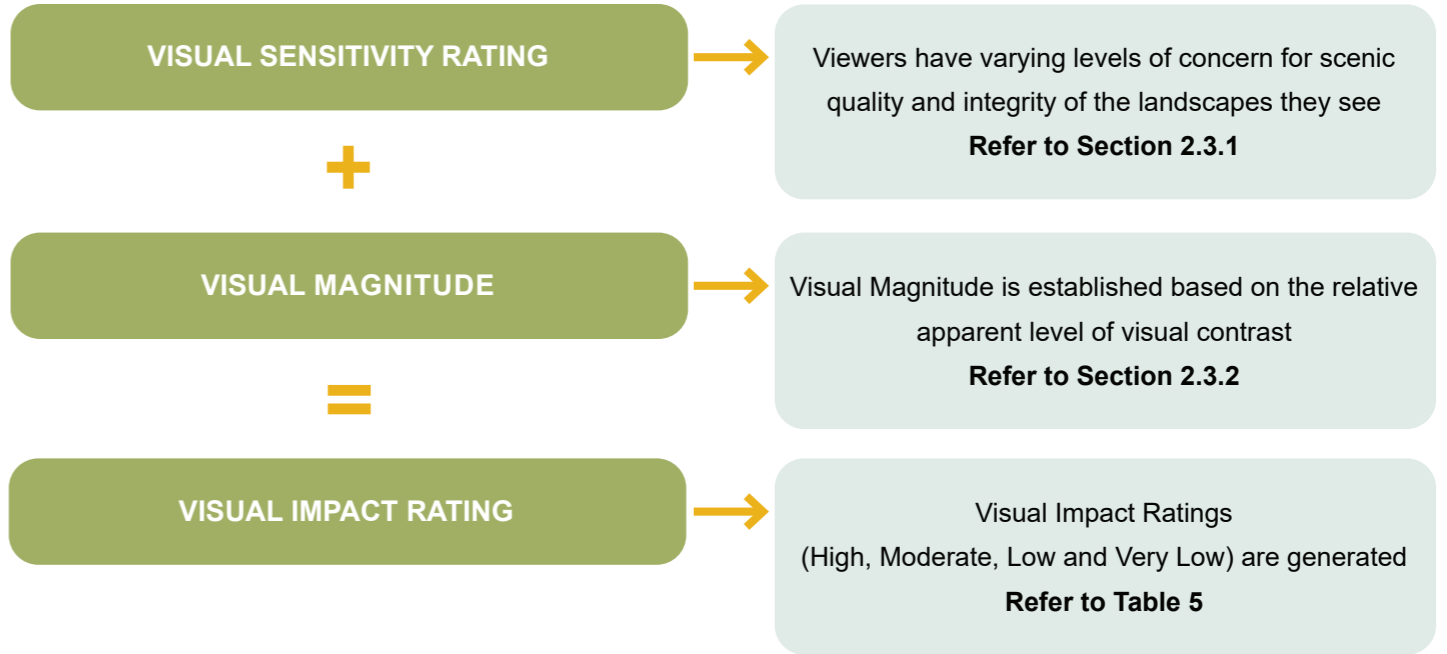 VISUAL SENSITIVITY RATING
Viewers have varying levels of concern for scenic
quality and integrity of the landscapes they see
Refer to Section 2.3.1
+
VISUAL MAGNITUDE
Visual Magnitude is established based on the relative
apparent level of visual contrast
Refer to Section 2.3.2
=
VISUAL IMPACT RATING
Visual Impact Ratings
(High, Moderate, Low and Very Low) are generated
Refer to Table 5